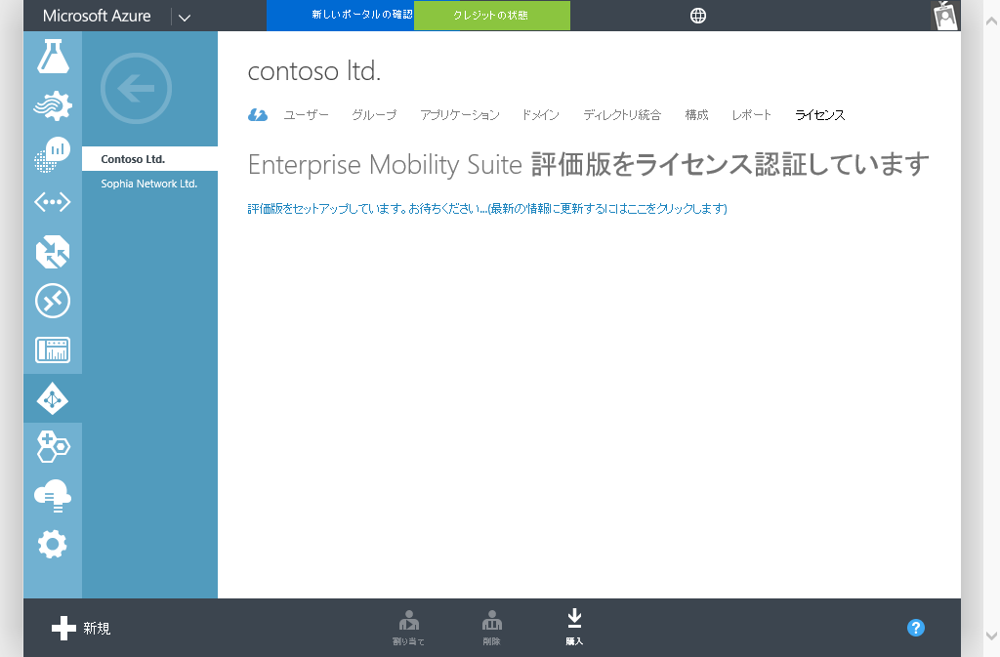 Microsoft Azure
新しいポータルの確認
クレジットの状態
Contoso Ltd.
Sophia Network Ltd.
contoso ltd.
ユーザー グループ アプリケーション ドメイン ディレクトリ統合 構成 レポート ライセンス
Enterprise Mobility Suite 評価版をライセンス認証しています
評価版をセットアップしています。お待ちください...(最新の情報に更新するにはここをクリックします)
新規
割り当て
削除
購入
?